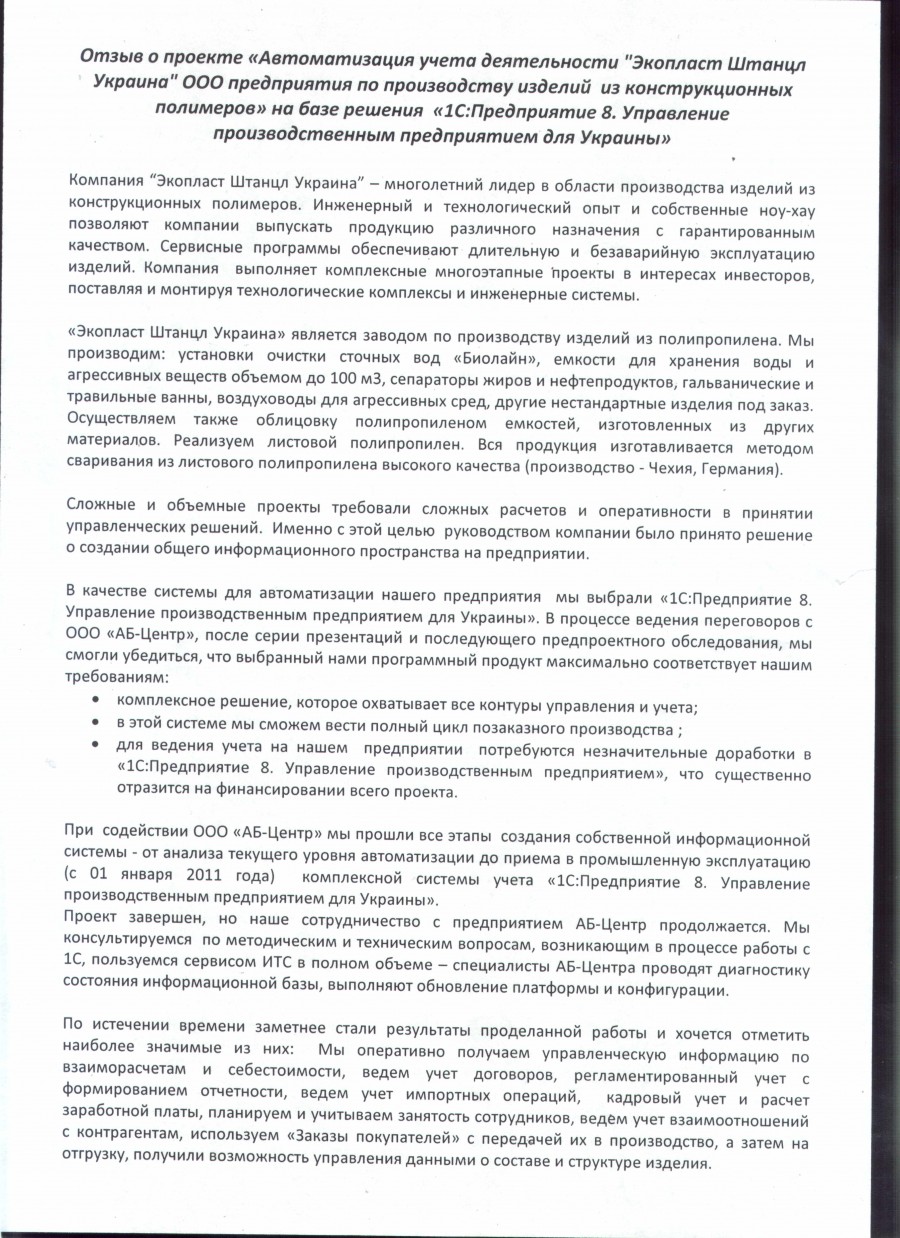 Отзыв о проекте «Автоматизация учета деятельности "Экопласт Штанцл
Украина" ООО предприятия по производству изделий из конструкционных
полимеров» на базе решения «1С:Предприятие 8. Управление
производственным предприятием для Украины»
Компания “Экопласт Штанцл Украина” – многолетний лидер в области производства изделий из
конструкционных полимеров. Инженерный и технологический опыт и собственные ноу-хау
позволяют компании выпускать продукцию различного назначения с гарантированным
качеством. Сервисные программы обеспечивают длительную и безаварийную эксплуатацию
изделий. Компания выполняет комплексные многоэтапные проекты в интересах инвесторов,
поставляя и монтируя технологические комплексы и инженерные системы.
«Экопласт Штанцл Украина» является заводом по производству изделий из полипропилена. Мы
производим: установки очистки сточных вод «Биолайн», емкости для хранения воды и
агрессивных веществ объемом до 100 м3, сепараторы жиров и нефтепродуктов, гальванические и
травильные ванны, воздуховоды для агрессивных сред, другие нестандартные изделия под заказ.
Осуществляем также облицовку полипропиленом емкостей, изготовленных из других
материалов. Реализуем листовой полипропилен. Вся продукция изготавливается методом
сваривания из листового полипропилена высокого качества (производство - Чехия, Германия).
Сложные и объемные проекты требовали сложных расчетов и оперативности в принятии
управленческих решений. Именно с этой целью руководством компании было принято решение
о создании общего информационного пространства на предприятии.
В качестве системы для автоматизации нашего предприятия мы выбрали «1С:Предприятие 8.
Управление производственным предприятием для Украины». В процессе ведения переговоров с
ООО «АБ-Центр», после серии презентаций и последующего предпроектного обследования, мы
смогли убедиться, что выбранный нами программный продукт максимально соответствует нашим
требованиям:
• комплексное решение, которое охватывает все контуры управления и учета;
• в этой системе мы сможем вести полный цикл позаказного производства ;
• для ведения учета на нашем предприятии потребуются незначительные доработки в
«1С:Предприятие 8. Управление производственным предприятием», что существенно
отразится на финансировании всего проекта.
При содействии ООО «АБ-Центр» мы прошли все этапы создания собственной информационной
системы - от анализа текущего уровня автоматизации до приема в промышленную эксплуатацию
(с 01 января 2011 года) комплексной системы учета «1С:Предприятие 8. Управление
производственным предприятием для Украины».
Проект завершен, но наше сотрудничество с предприятием АБ-Центр продолжается. Мы
консультируемся по методическим и техническим вопросам, возникающим в процессе работы с
1С, пользуемся сервисом ИТС в полном объеме – специалисты АБ-Центра проводят диагностику
состояния информационной базы, выполняют обновление платформы и конфигурации.
По истечении времени заметнее стали результаты проделанной работы и хочется отметить
наиболее значимые из них: Мы оперативно получаем управленческую информацию по
взаиморасчетам и себестоимости, ведем учет договоров, регламентированный учет с
формированием отчетности, ведем учет импортных операций, кадровый учет и расчет
заработной платы, планируем и учитываем занятость сотрудников, ведем учет взаимоотношений
с контрагентам, используем «Заказы покупателей» с передачей их в производство, а затем на
отгрузку, получили возможность управления данными о составе и структуре изделия.